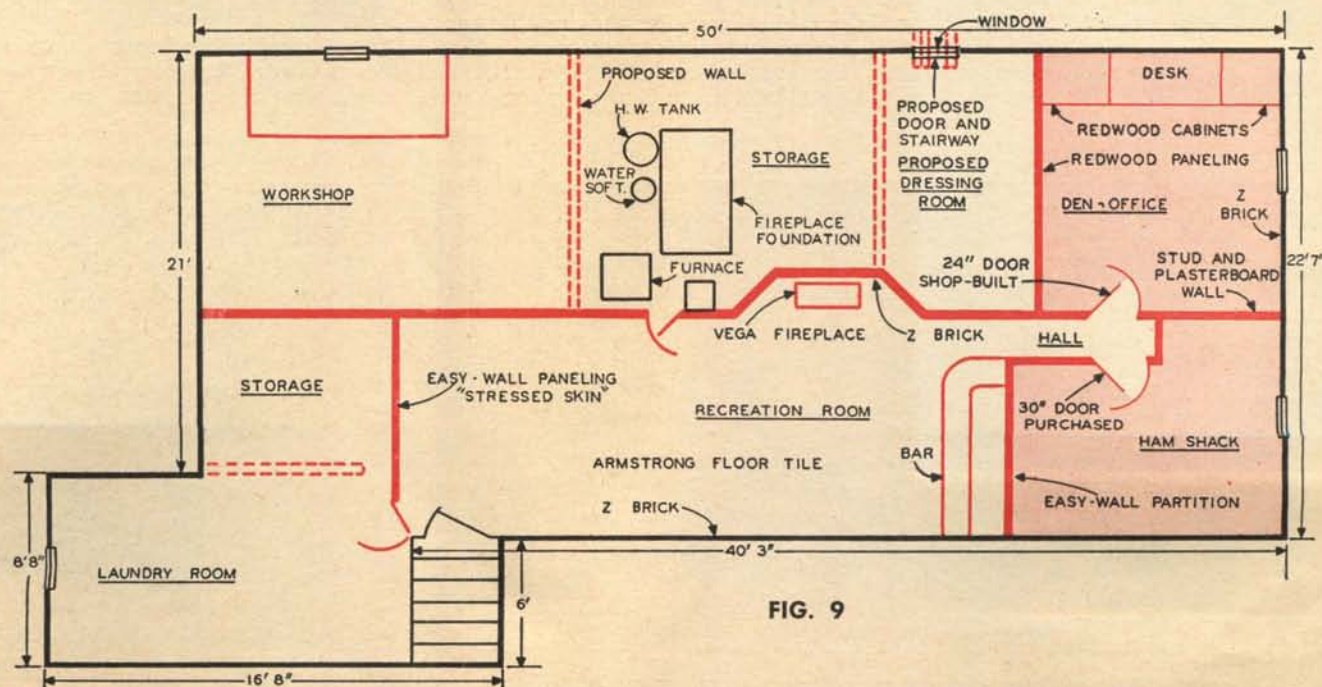 50'
WINDOW
PROPOSED WALL
H.W. TANK
WATER
SOFT.
STORAGE
FIREPLACE
FOUNDATION
FURNACE
WORKSHOP
PROPOSED
DOOR AND
STAIRWAY
PROPOSED
DRESSING
ROOM
DESK
REDWOOD CABINETS
REDWOOD PANELING
DEN-OFFICE
Z
BRICK
24" DOOR
SHOP-BUILT
STUD AND
PLASTERBOARD
WALL
21'
22'7"
VEGA FIREPLACE
Z BRICK
HALL
STORAGE
EASY-WALL PANELING
"STRESSED SKIN"
RECREATION ROOM
30" DOOR
PURCHASED
HAM SHACK
BAR
ARMSTRONG FLOOR TILE
EASY-WALL PARTITION
Z BRICK
40' 3"
8'8"
LAUNDRY ROOM
6'
16' 8"
FIG. 9